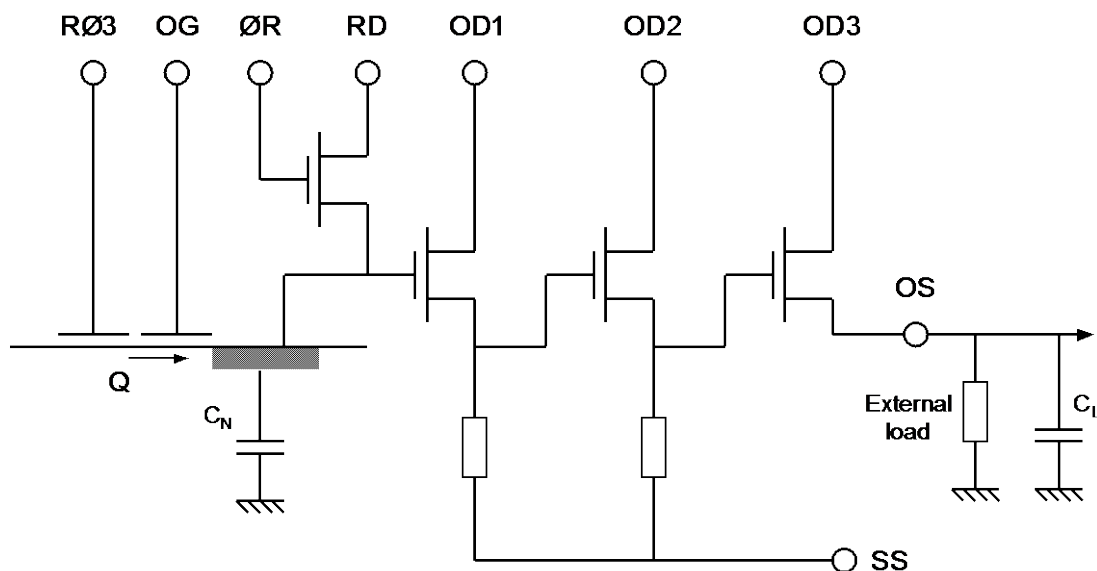 RØ3 OG ØR RD OD1 OD2 OD3
OS
Q
C_N
External
load
C_L
SS